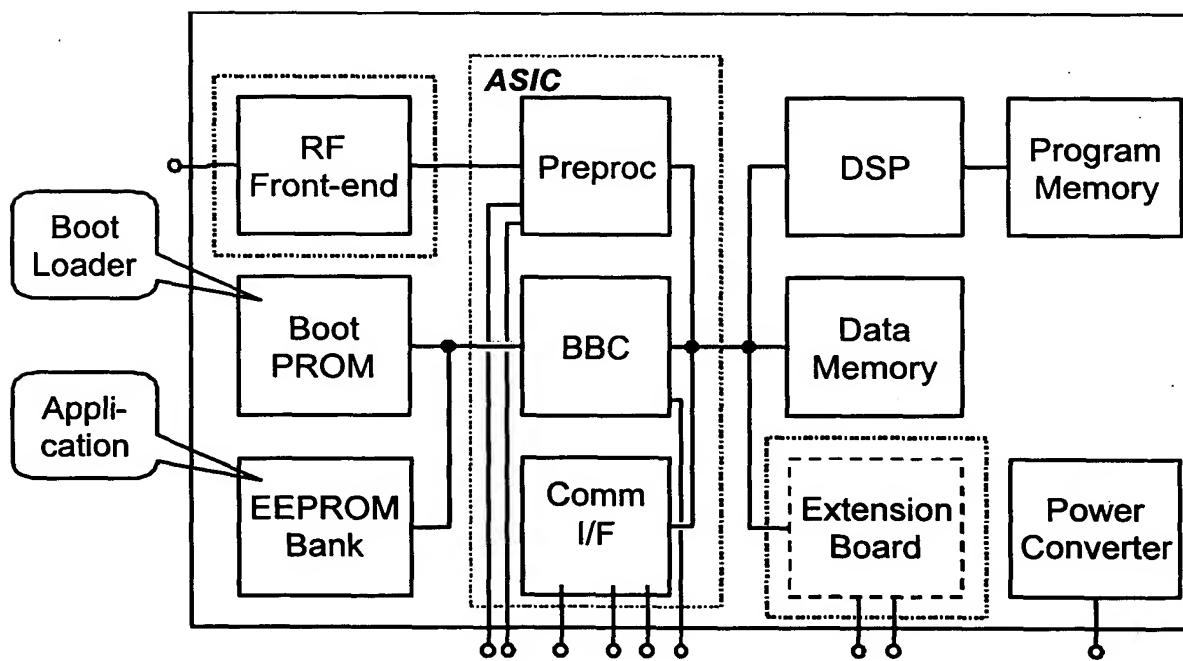 ASIC
RF
Front-end
Preproc
DSP
Program
Memory
Boot
Loader
Boot
PROM
BBC
Data
Memory
Appli-
cation
EEPROM
Bank
Comm
I/F
Extension
Board
Power
Converter